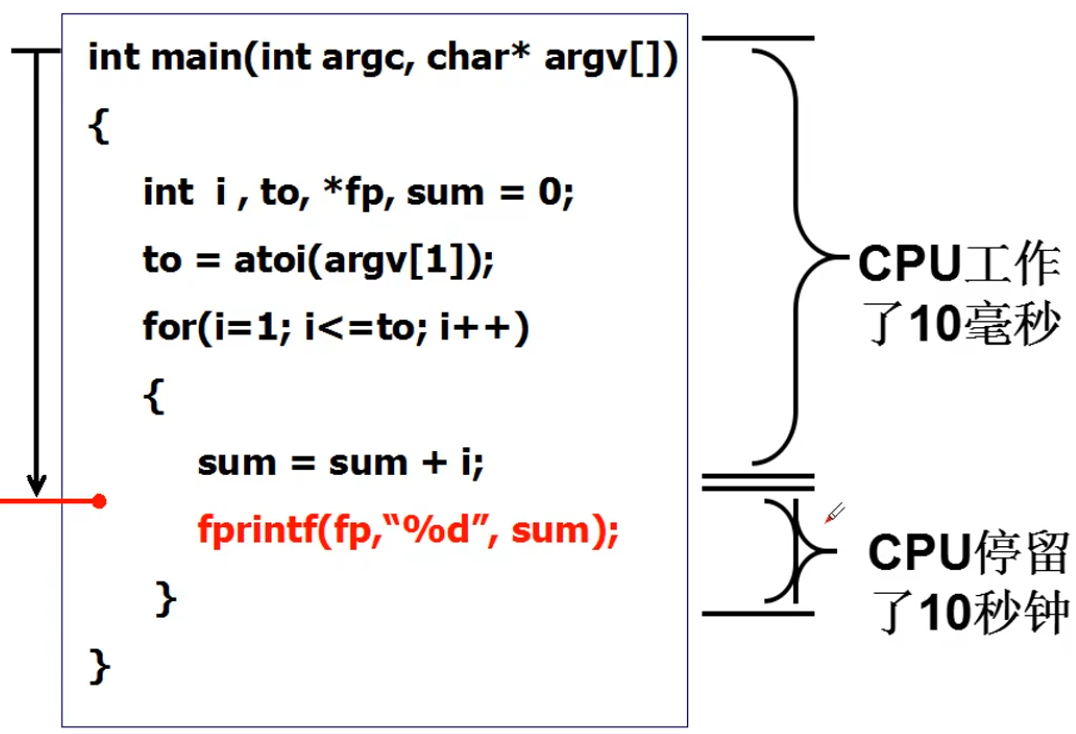 int main(int argc, char* argv[])
{
int i , to, *fp, sum = 0;
to = atoi(argv[1]);
for(i=1; i<=to; i++)
{
sum = sum + i;
fprintf(fp,“%d”, sum);
}
}
CPU工作
了10毫秒
CPU停留
了10秒钟